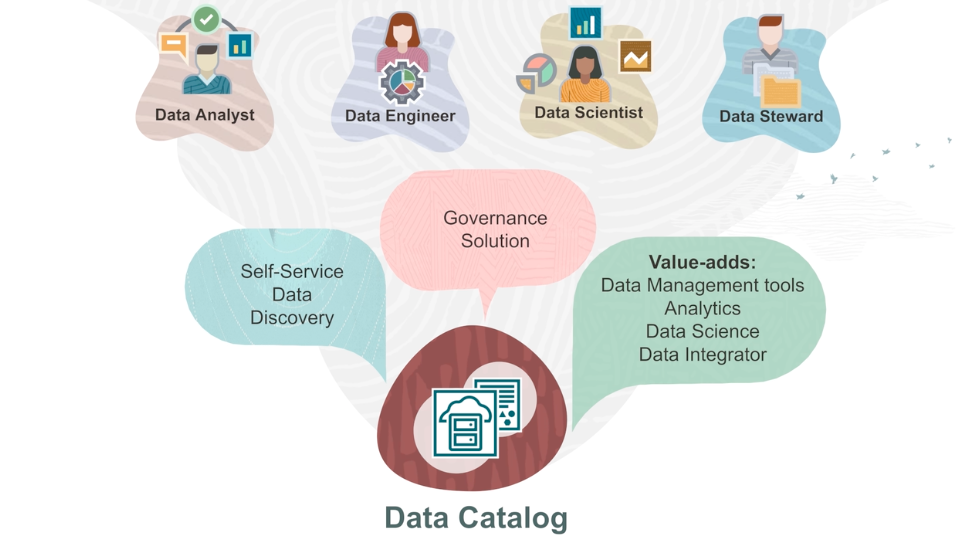 Data Analyst
Data Engineer
Data Scientist
Data Steward
Governance
Solution
Self-Service
Data
Discovery
Value-adds:
Data Management tools
Analytics
Data Science
Data Integrator
Data Catalog